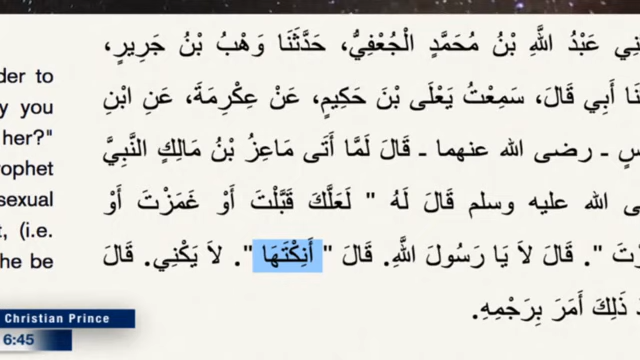 ني عَبْدُ اللَّهِ بْنُ مُحَمَّدٍ الْجُعْفِيُّ، حَدَّثَنَا وَهْبُ بْنُ جَرِيرٍ،
نَا أَبِي قَالَ، سَمِعْتُ يَعْلَى بْنَ حَكِيمٍ، عَنْ عِكْرِمَةَ، عَنِ ابْنِ
سٍ ـ رضى الله عنهما ـ قَالَ لَمَّا أَتَى مَاعِزُ بْنُ مَالِكٍ النَّبِيَّ
ى الله عليه وسلم قَالَ لَهُ " لَعَلَّكَ قَبَّلْتَ أَوْ غَمَزْتَ أَوْ
رْتَ ". قَالَ لاَ يَا رَسُولَ اللَّهِ. قَالَ " أَنِكْتَهَا ". لاَ يَكْنِي. قَالَ
دَ ذَلِكَ أَمَرَ بِرَجْمِهِ.
der to
y you
her?"
rophet
sexual
t, (i.e.
he be
Christian Prince
6:45